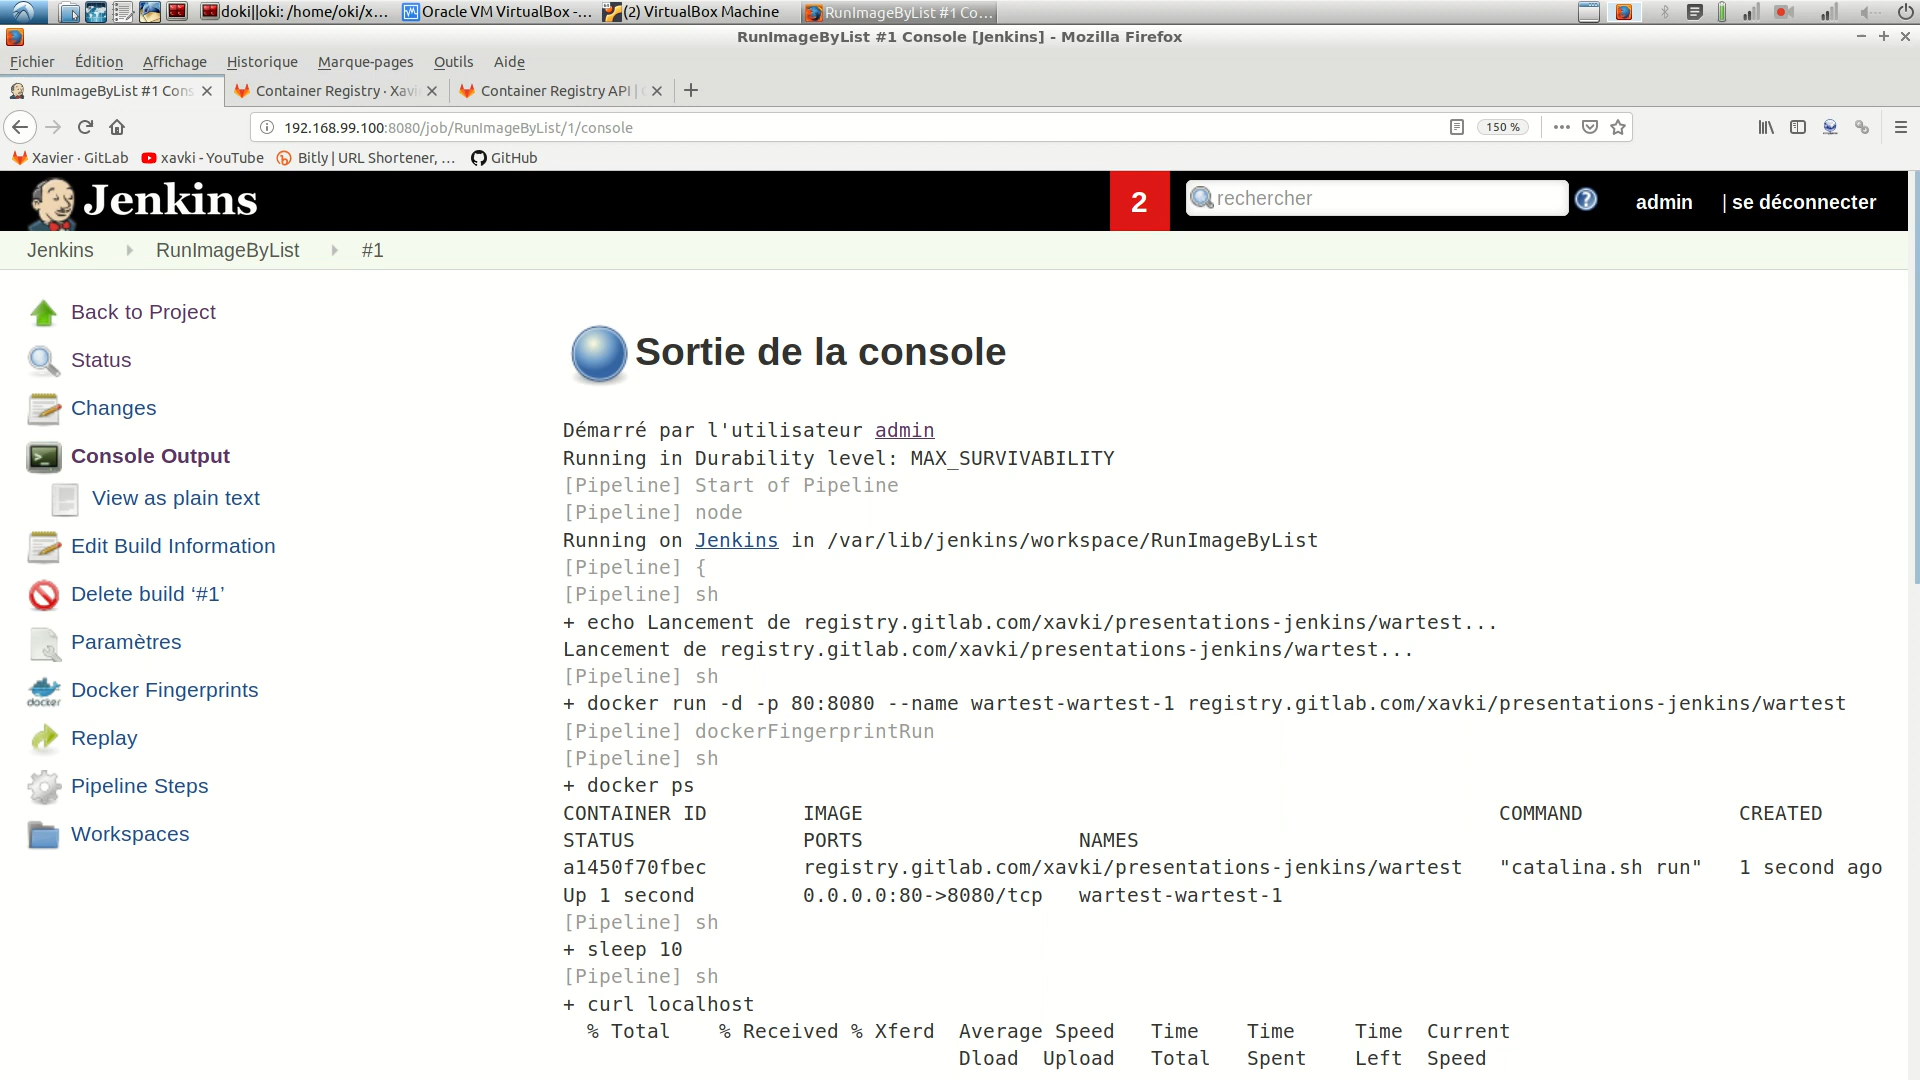 doki||oki: /home/oki/x...
Oracle VM VirtualBox -...
(2) VirtualBox Machine
RunImageByList #1 Co...
RunImageByList #1 Console [Jenkins] - Mozilla Firefox
Fichier Édition Affichage Historique Marque-pages Outils Aide
RunImageByList #1 Cons
Container Registry · Xavi
Container Registry API |
192.168.99.100:8080/job/RunImageByList/1/console
150 %
Xavier · GitLab
xavki - YouTube
Bitly | URL Shortener, ...
GitHub
Jenkins
2
rechercher
admin
| se déconnecter
Jenkins
RunImageByList
#1
Back to Project
Status
Changes
Console Output
View as plain text
Edit Build Information
Delete build ‘#1’
Paramètres
docker
Docker Fingerprints
Replay
Pipeline Steps
Workspaces
Sortie de la console
Démarré par l'utilisateur admin
Running in Durability level: MAX_SURVIVABILITY
[Pipeline] Start of Pipeline
[Pipeline] node
Running on Jenkins in /var/lib/jenkins/workspace/RunImageByList
[Pipeline] {
[Pipeline] sh
+ echo Lancement de registry.gitlab.com/xavki/presentations-jenkins/wartest...
Lancement de registry.gitlab.com/xavki/presentations-jenkins/wartest...
[Pipeline] sh
+ docker run -d -p 80:8080 --name wartest-wartest-1 registry.gitlab.com/xavki/presentations-jenkins/wartest
[Pipeline] dockerFingerprintRun
[Pipeline] sh
+ docker ps
CONTAINER ID IMAGE COMMAND CREATED
STATUS PORTS NAMES
a1450f70fbec registry.gitlab.com/xavki/presentations-jenkins/wartest "catalina.sh run" 1 second ago
Up 1 second 0.0.0.0:80->8080/tcp wartest-wartest-1
[Pipeline] sh
+ sleep 10
[Pipeline] sh
+ curl localhost
% Total % Received % Xferd Average Speed Time Time Time Current
Dload Upload Total Spent Left Speed